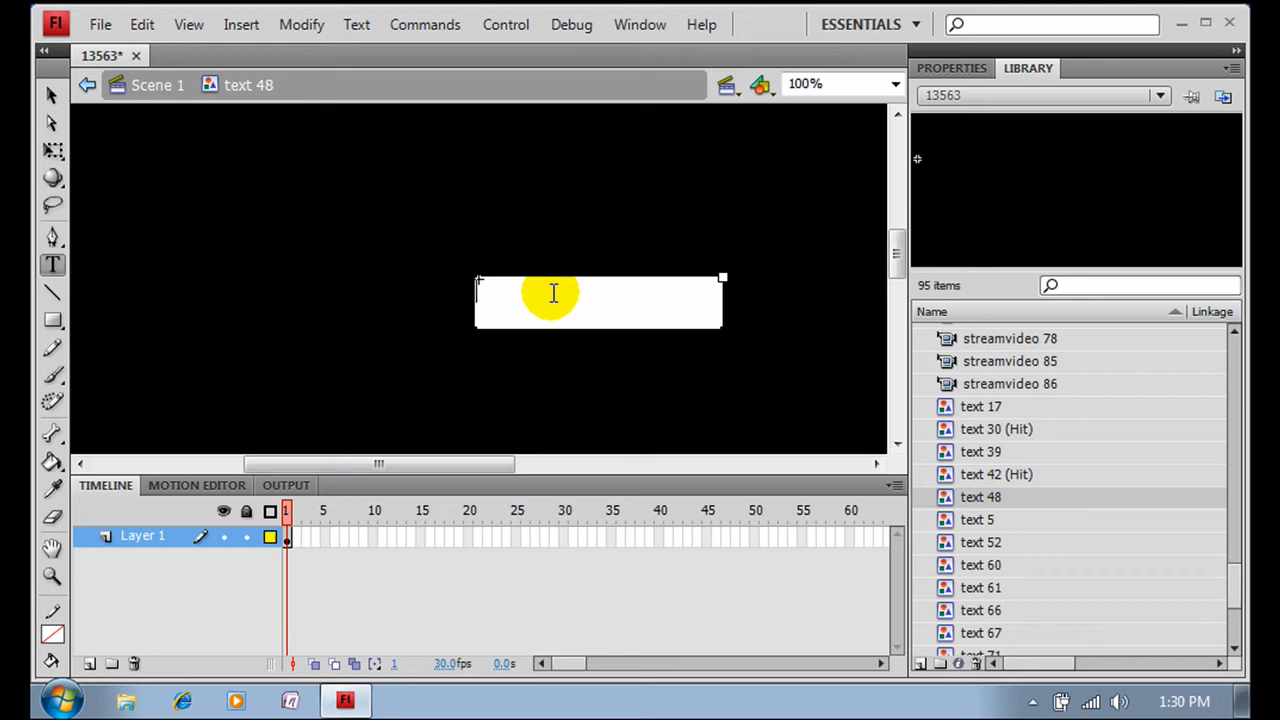 Fl File Edit View Insert Modify Text Commands Control Debug Window Help ESSENTIALS
13563*
Scene 1 text 48 100%
PROPERTIES LIBRARY
13563
95 items
Name Linkage
streamvideo 78
streamvideo 85
streamvideo 86
text 17
text 30 (Hit)
text 39
text 42 (Hit)
text 48
text 5
text 52
text 60
text 61
text 66
text 67
T
TIMELINE MOTION EDITOR OUTPUT
1 5 10 15 20 25 30 35 40 45 50 55 60
Layer 1
1 30.0fps 0.0s
Fl 1:30 PM